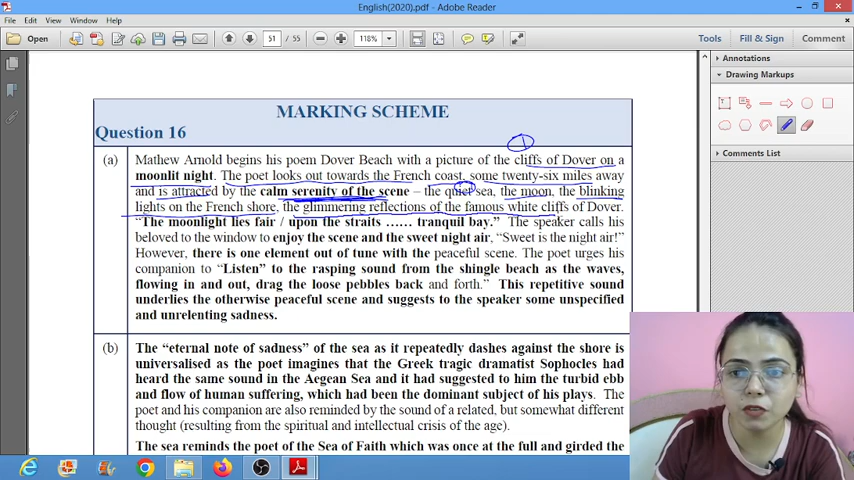 English(2020).pdf - Adobe Reader
File Edit View Window Help
Open 51 / 55 118% Tools Fill & Sign Comment
Annotations
Drawing Markups
Comments List
MARKING SCHEME
Question 16
(a) Mathew Arnold begins his poem Dover Beach with a picture of the cliffs of Dover on a
moonlit night. The poet looks out towards the French coast, some twenty-six miles away
and is attracted by the calm serenity of the scene – the quiet sea, the moon, the blinking
lights on the French shore, the glimmering reflections of the famous white cliffs of Dover.
"The moonlight lies fair / upon the straits …… tranquil bay." The speaker calls his
beloved to the window to enjoy the scene and the sweet night air, "Sweet is the night air!"
However, there is one element out of tune with the peaceful scene. The poet urges his
companion to "Listen" to the rasping sound from the shingle beach as the waves,
flowing in and out, drag the loose pebbles back and forth." This repetitive sound
underlies the otherwise peaceful scene and suggests to the speaker some unspecified
and unrelenting sadness.
(b) The "eternal note of sadness" of the sea as it repeatedly dashes against the shore is
universalised as the poet imagines that the Greek tragic dramatist Sophocles had
heard the same sound in the Aegean Sea and it had suggested to him the turbid ebb
and flow of human suffering, which had been the dominant subject of his plays. The
poet and his companion are also reminded by the sound of a related, but somewhat different
thought (resulting from the spiritual and intellectual crisis of the age).
The sea reminds the poet of the Sea of Faith which was once at the full and girded the